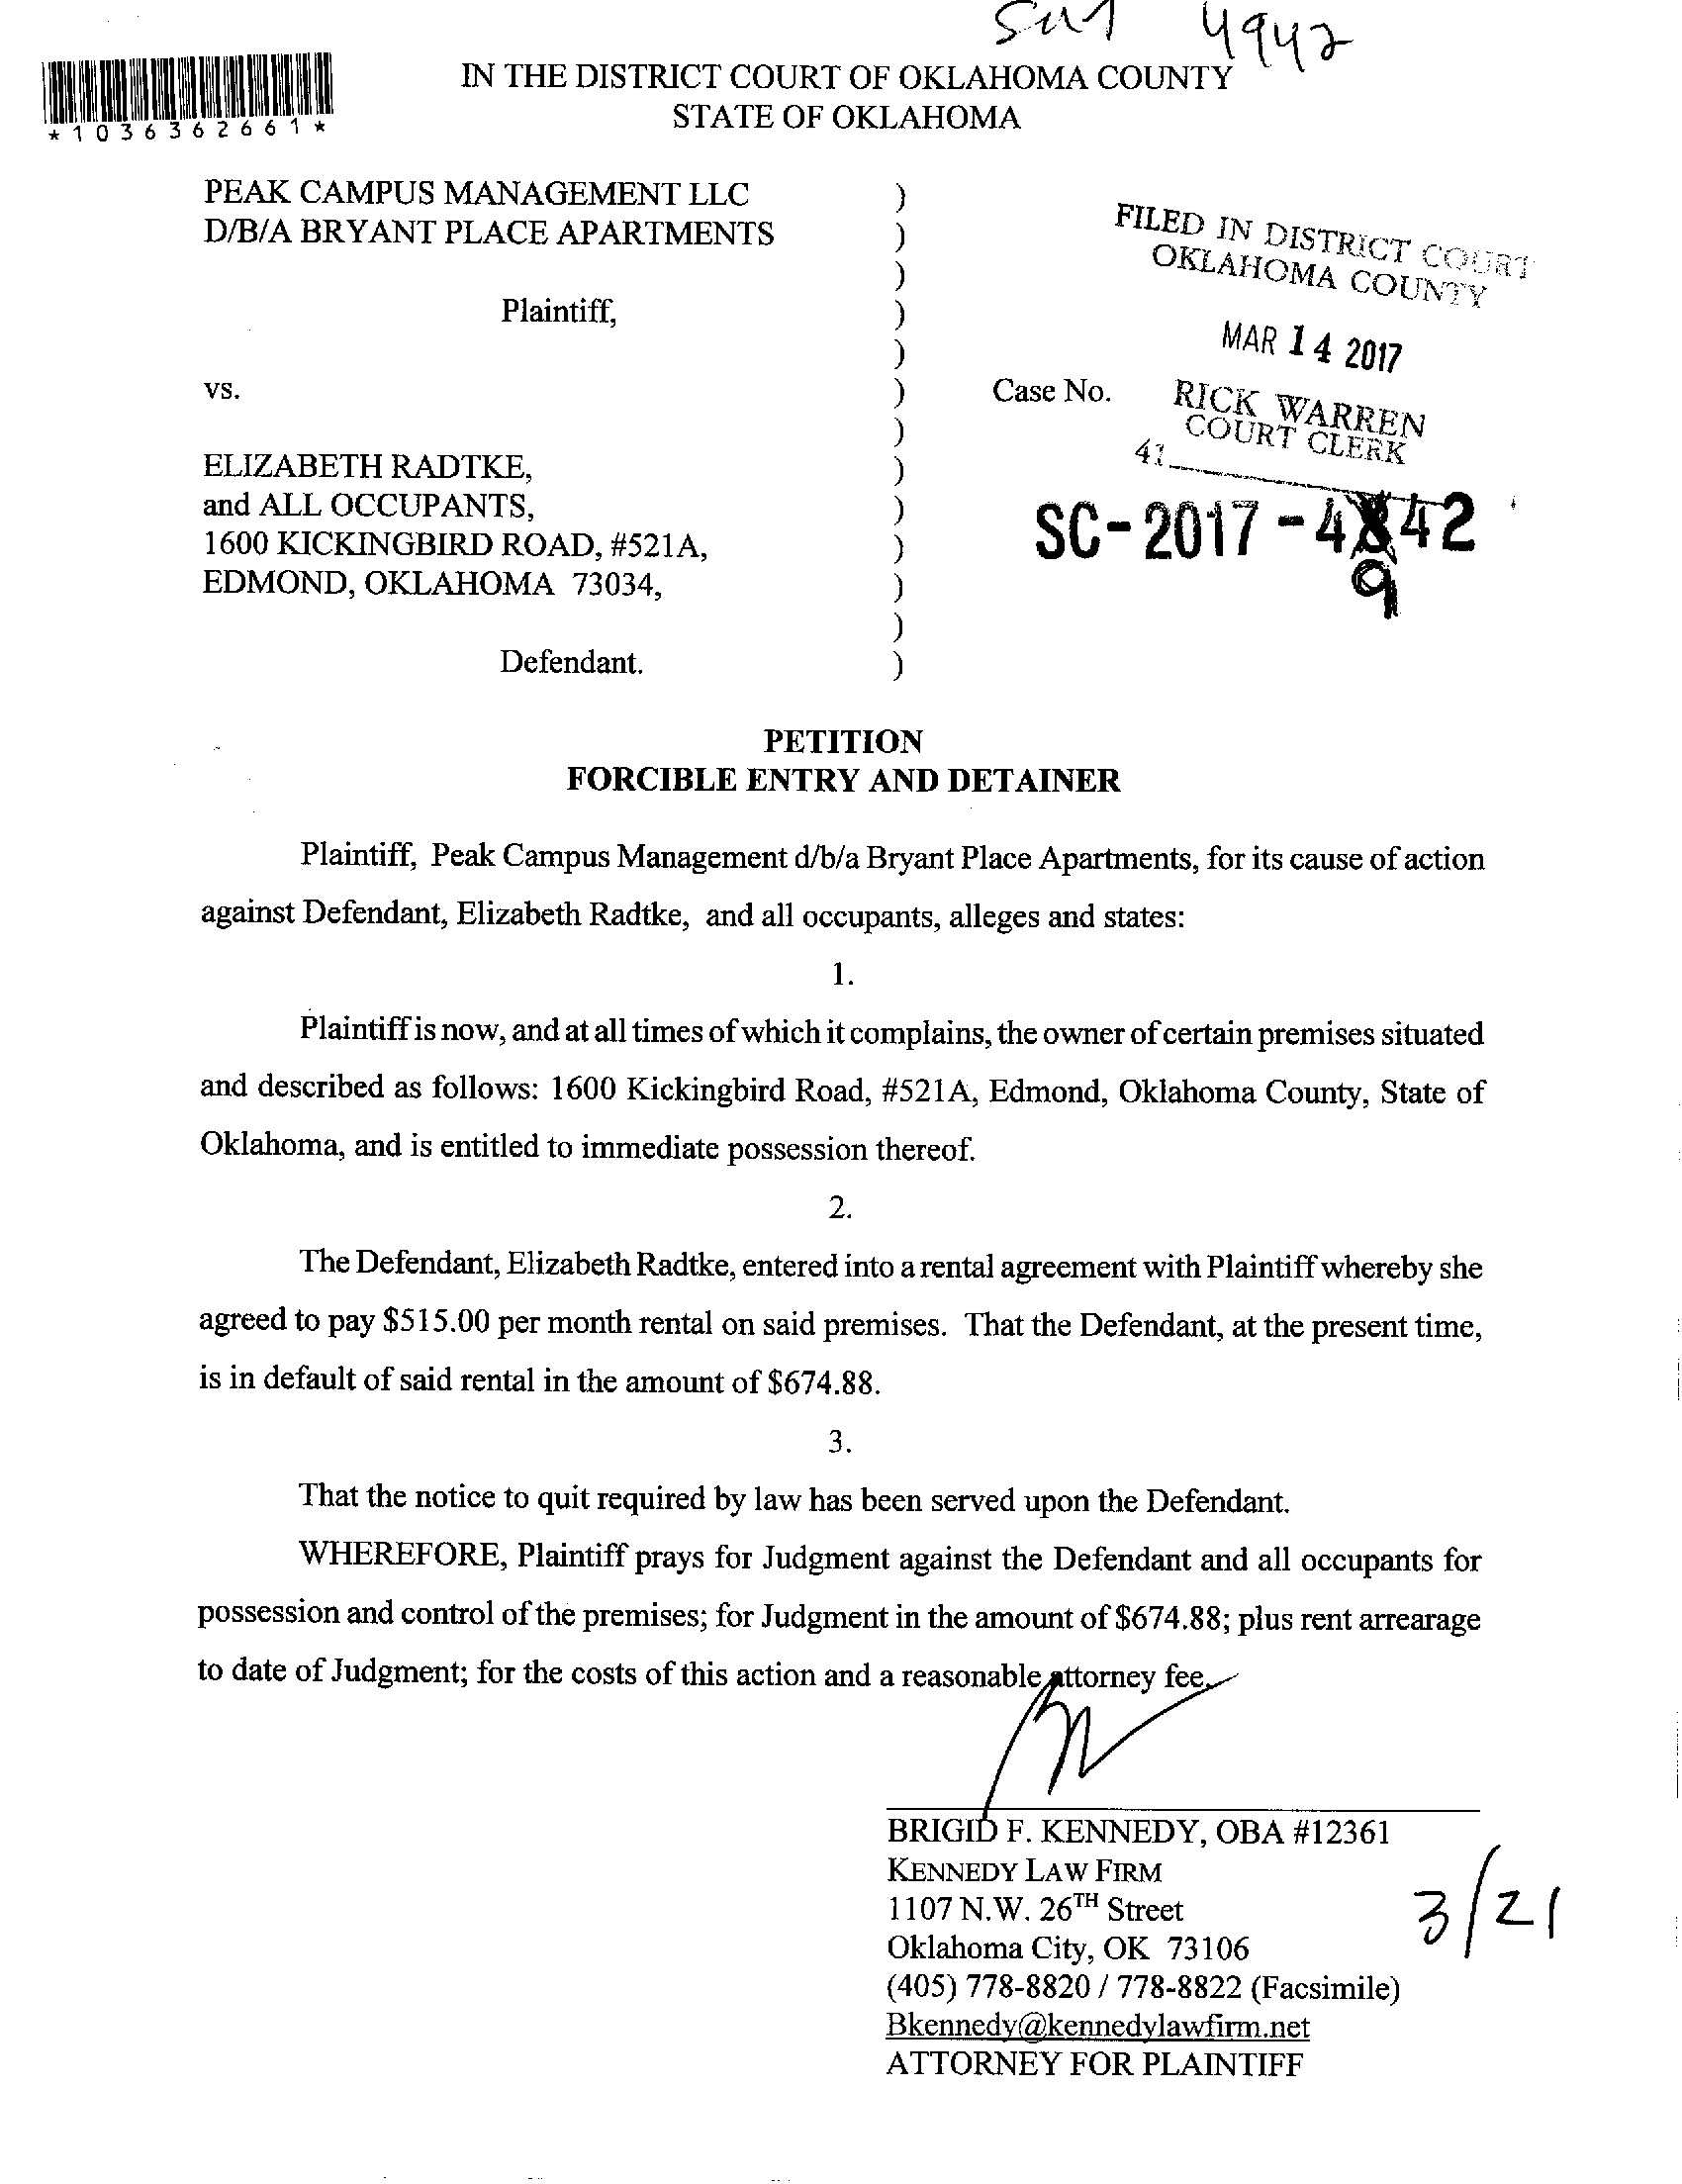 4942
IN THE DISTRICT COURT OF OKLAHOMA COUNTY
STATE OF OKLAHOMA
*1036362661*
PEAK CAMPUS MANAGEMENT LLC )
D/B/A BRYANT PLACE APARTMENTS )
)
Plaintiff, )
)
vs. )
)
ELIZABETH RADTKE, )
and ALL OCCUPANTS, )
1600 KICKINGBIRD ROAD, #521A, )
EDMOND, OKLAHOMA 73034, )
)
Defendant. )
FILED IN DISTRICT COURT
OKLAHOMA COUNTY
MAR 14 2017
Case No.
RICK WARREN
COURT CLERK
41
SC-2017-4842
9
PETITION
FORCIBLE ENTRY AND DETAINER
Plaintiff, Peak Campus Management d/b/a Bryant Place Apartments, for its cause of action
against Defendant, Elizabeth Radtke, and all occupants, alleges and states:
1.
Plaintiff is now, and at all times of which it complains, the owner of certain premises situated
and described as follows: 1600 Kickingbird Road, #521A, Edmond, Oklahoma County, State of
Oklahoma, and is entitled to immediate possession thereof.
2.
The Defendant, Elizabeth Radtke, entered into a rental agreement with Plaintiff whereby she
agreed to pay $515.00 per month rental on said premises. That the Defendant, at the present time,
is in default of said rental in the amount of $674.88.
3.
That the notice to quit required by law has been served upon the Defendant.
WHEREFORE, Plaintiff prays for Judgment against the Defendant and all occupants for
possession and control of the premises; for Judgment in the amount of $674.88; plus rent arrearage
to date of Judgment; for the costs of this action and a reasonable attorney fee.
BRIGID F. KENNEDY, OBA #12361
KENNEDY LAW FIRM
1107 N.W. 26TH Street
Oklahoma City, OK 73106
(405) 778-8820 / 778-8822 (Facsimile)
Bkennedy@kennedylawfirm.net
ATTORNEY FOR PLAINTIFF
3/21